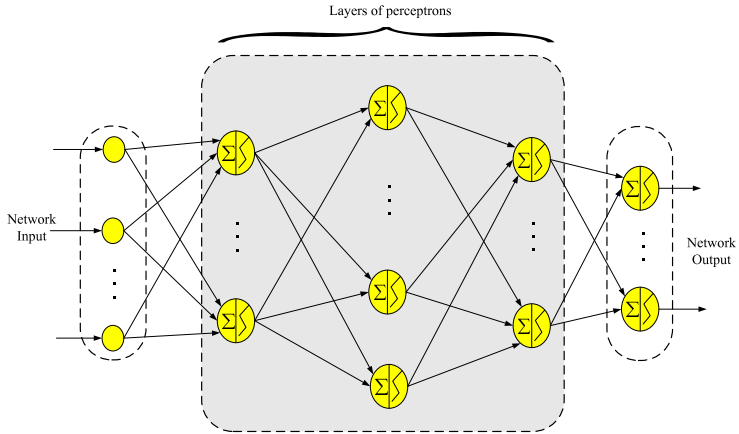 Layers of perceptrons
Σ
Σ
Σ
Σ
Network
Input
Network
Output
Σ
Σ
Σ
Σ
Σ